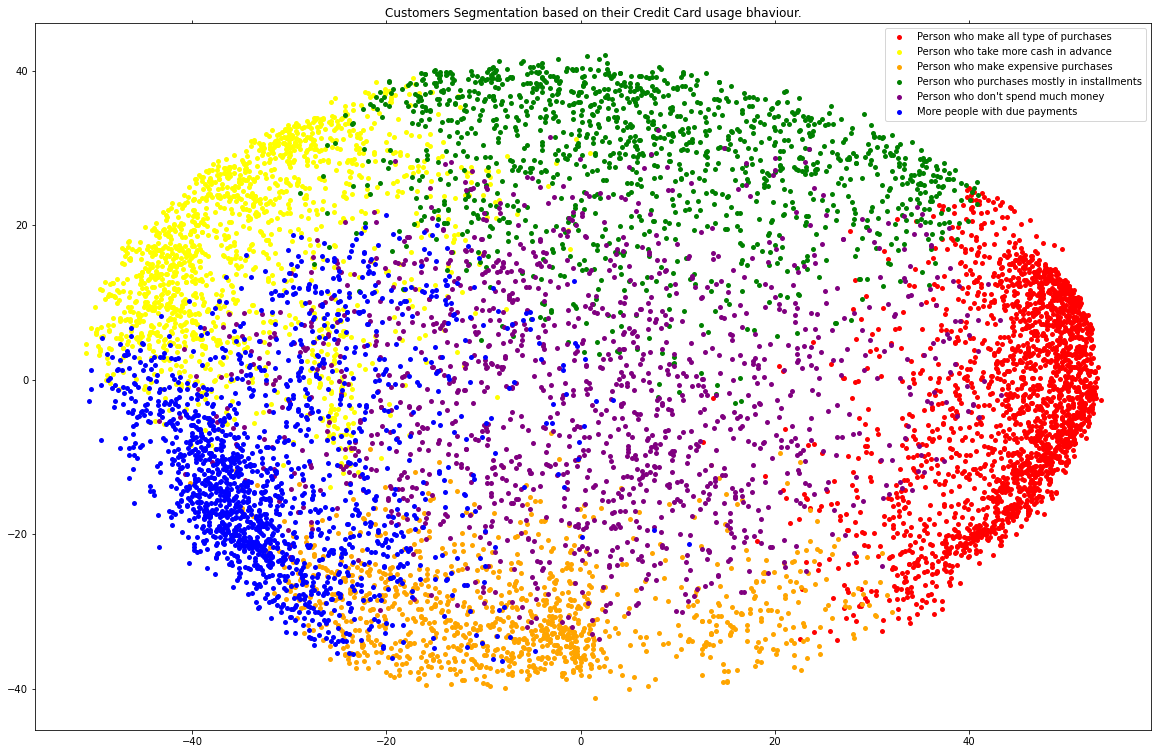 Customers Segmentation based on their Credit Card usage bhaviour.
Person who make all type of purchases
Person who take more cash in advance
Person who make expensive purchases
Person who purchases mostly in installments
Person who don't spend much money
More people with due payments
40
20
0
−20
−40
−40
−20
0
20
40